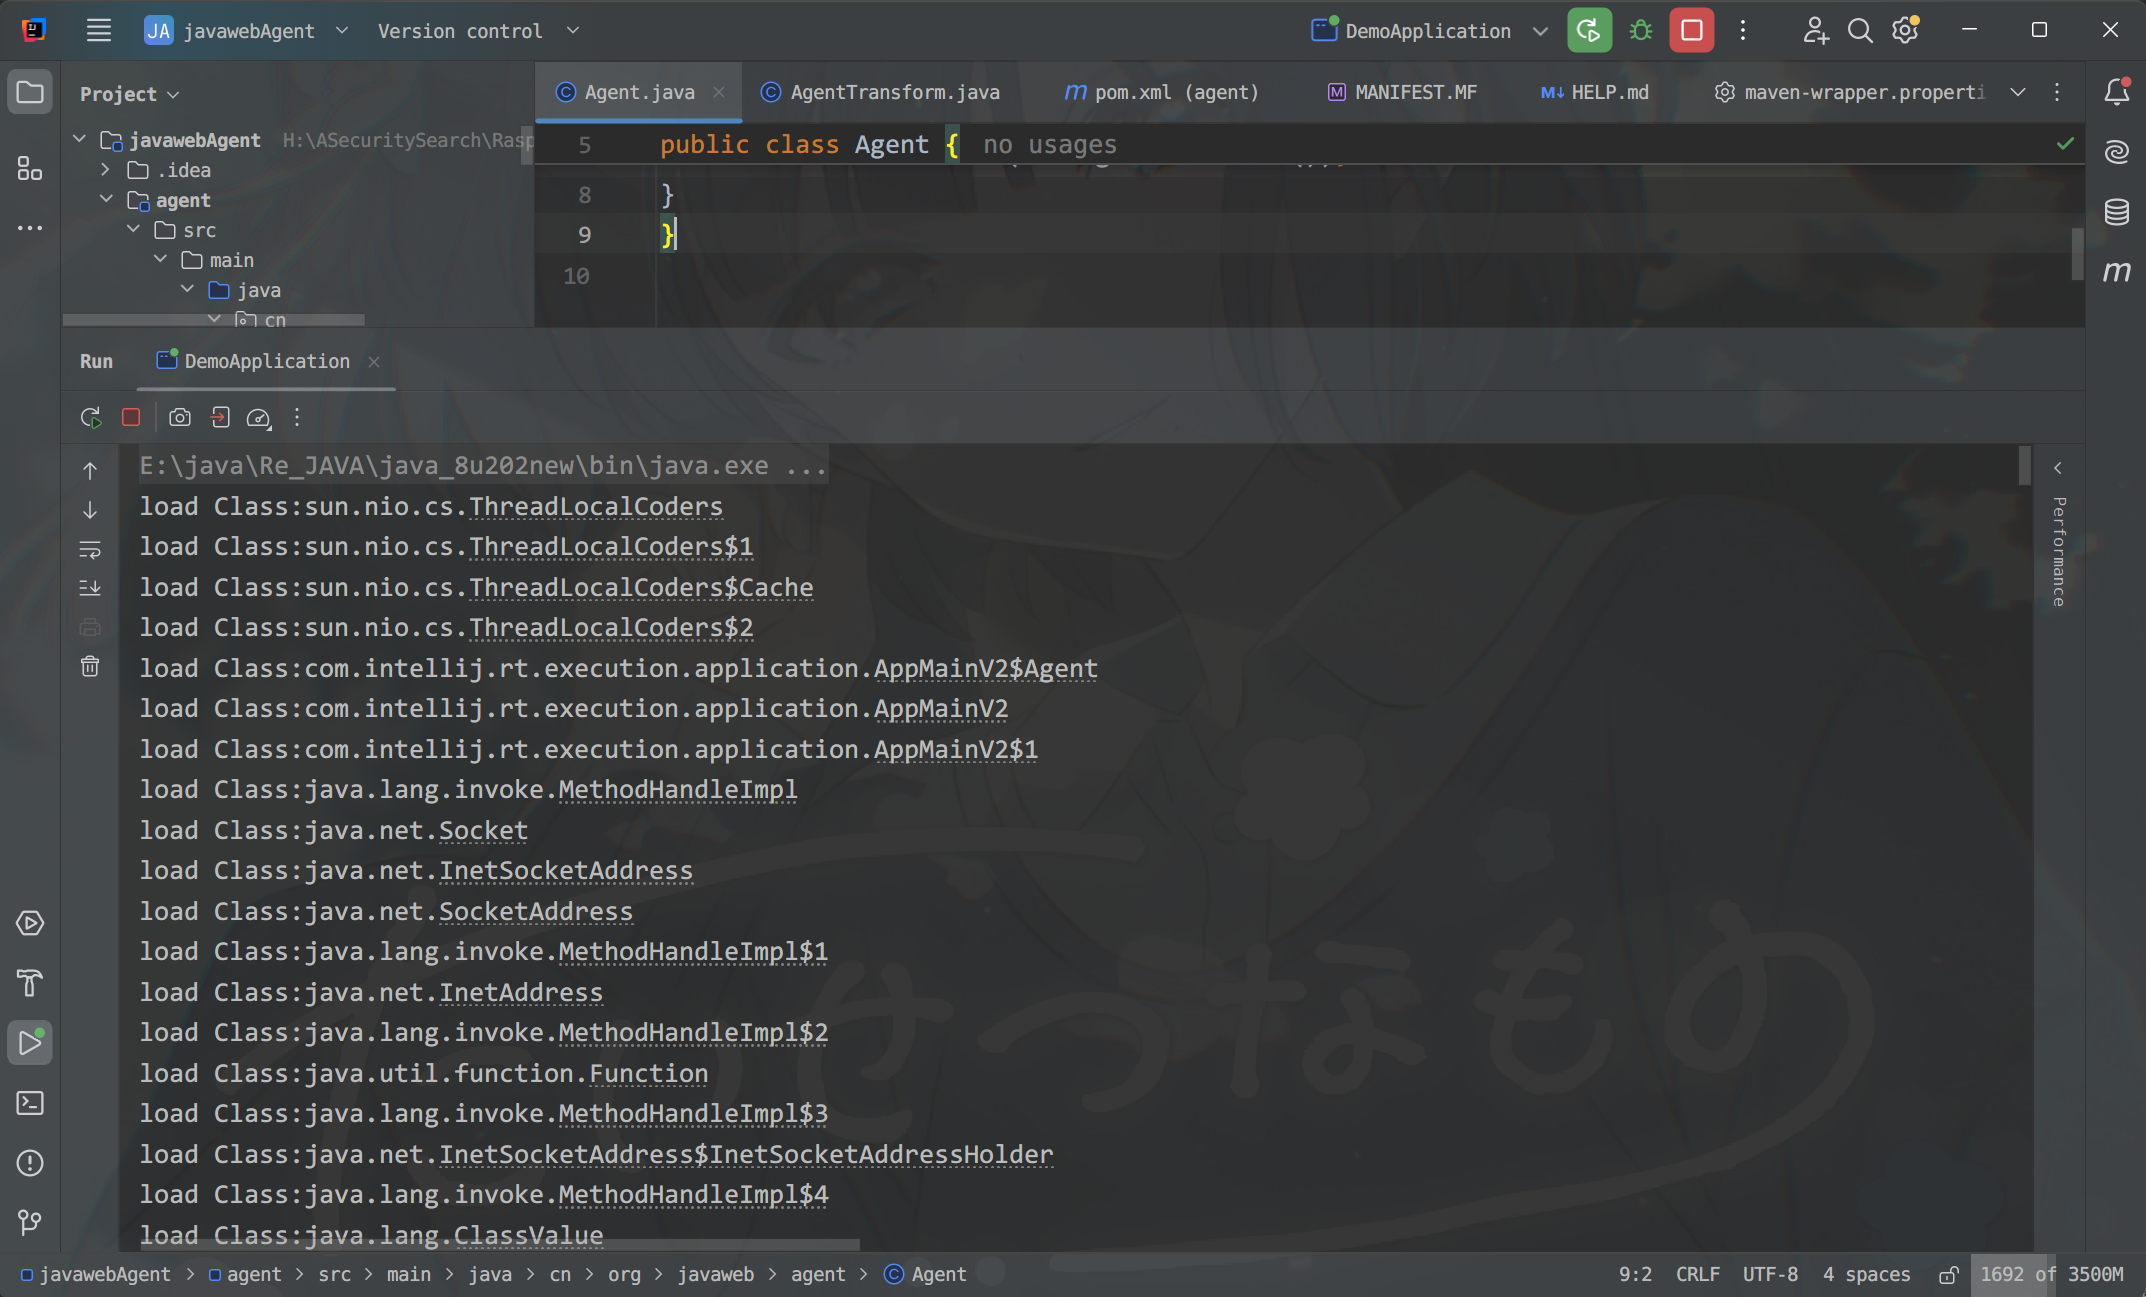 JA javawebAgent Version control DemoApplication
Project
javawebAgent H:\ASecuritySearch\Rasp
.idea
agent
src
main
java
cn
Agent.java AgentTransform.java pom.xml (agent) MANIFEST.MF HELP.md maven-wrapper.properti
5 public class Agent { no usages
8 }
9 }
10
Run DemoApplication
E:\java\Re_JAVA\java_8u202new\bin\java.exe ...
load Class:sun.nio.cs.ThreadLocalCoders
load Class:sun.nio.cs.ThreadLocalCoders$1
load Class:sun.nio.cs.ThreadLocalCoders$Cache
load Class:sun.nio.cs.ThreadLocalCoders$2
load Class:com.intellij.rt.execution.application.AppMainV2$Agent
load Class:com.intellij.rt.execution.application.AppMainV2
load Class:com.intellij.rt.execution.application.AppMainV2$1
load Class:java.lang.invoke.MethodHandleImpl
load Class:java.net.Socket
load Class:java.net.InetSocketAddress
load Class:java.net.SocketAddress
load Class:java.lang.invoke.MethodHandleImpl$1
load Class:java.net.InetAddress
load Class:java.lang.invoke.MethodHandleImpl$2
load Class:java.util.function.Function
load Class:java.lang.invoke.MethodHandleImpl$3
load Class:java.net.InetSocketAddress$InetSocketAddressHolder
load Class:java.lang.invoke.MethodHandleImpl$4
load Class:java.lang.ClassValue
Performance
javawebAgent > agent > src > main > java > cn > org > javaweb > agent > Agent
9:2 CRLF UTF-8 4 spaces 1692 of 3500M